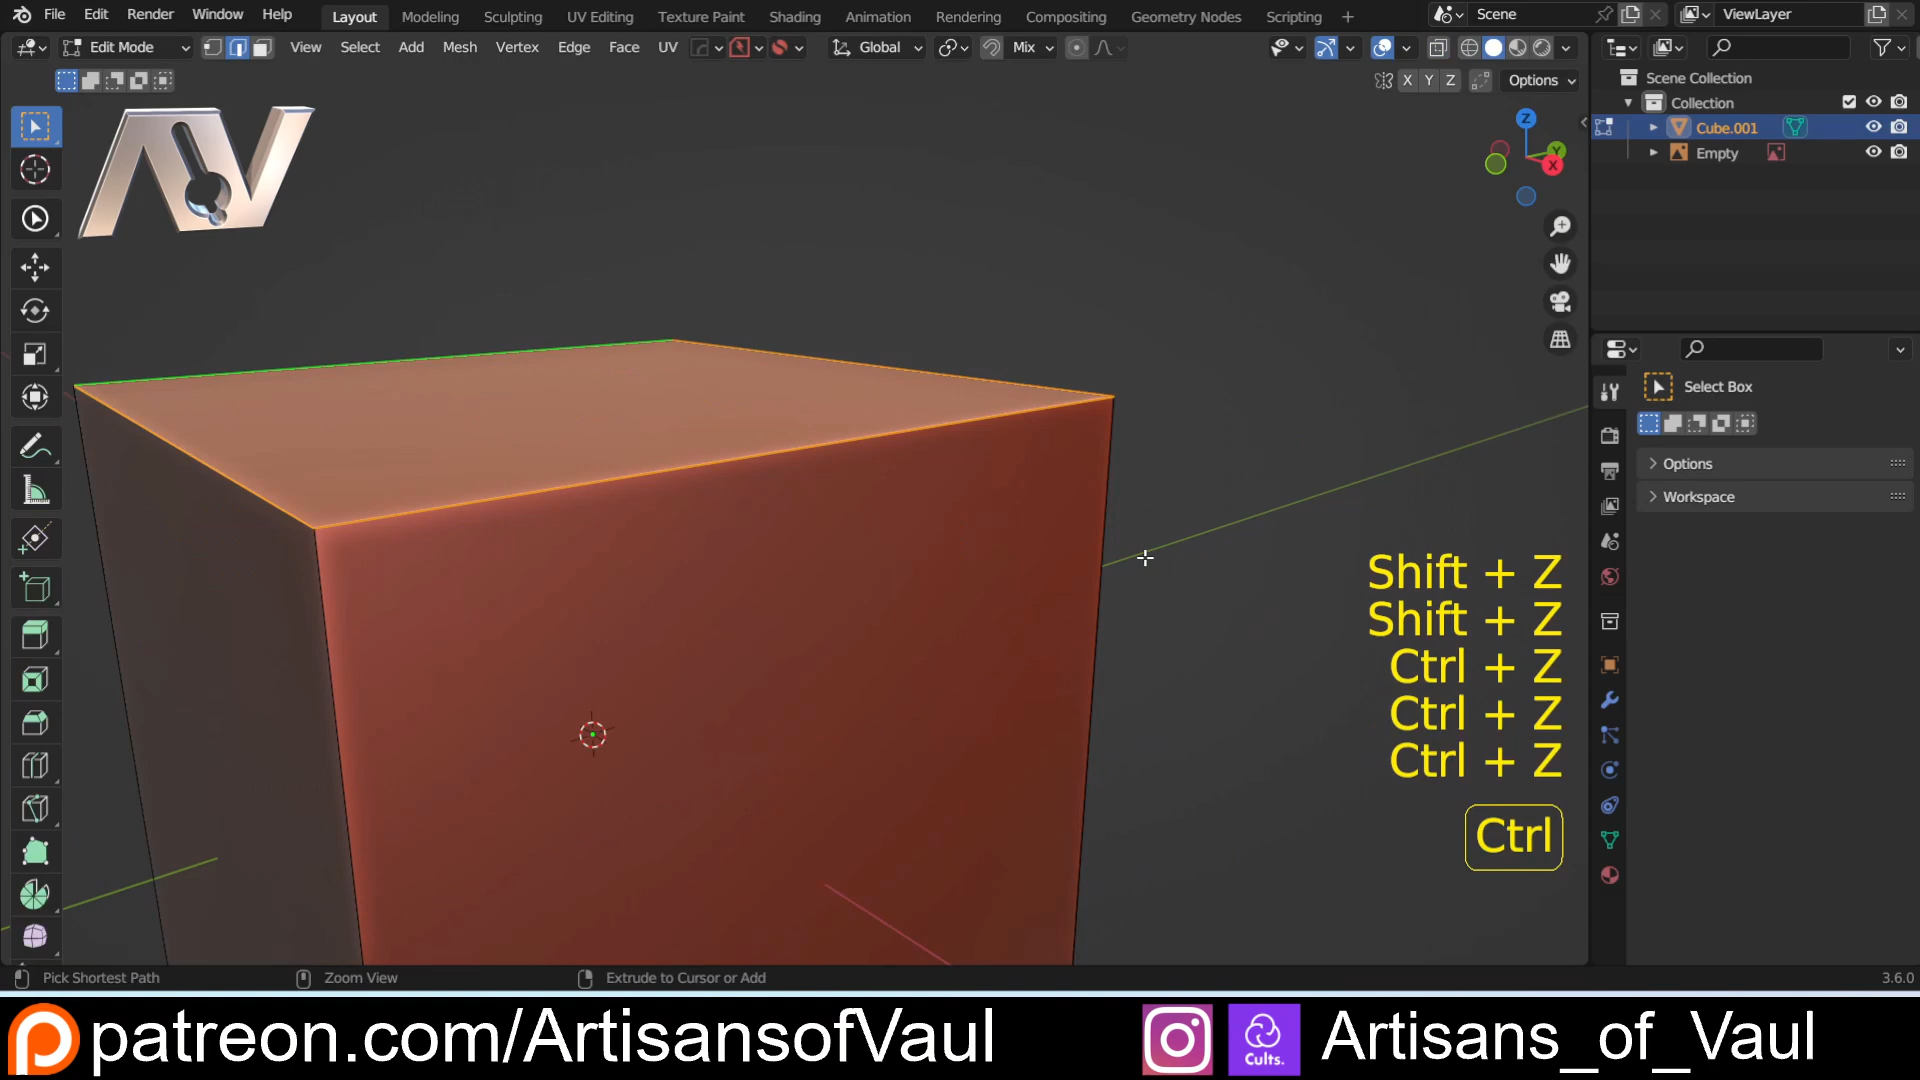 File Edit Render Window Help Layout Modeling Sculpting UV Editing Texture Paint Shading Animation Rendering Compositing Geometry Nodes Scripting + Scene ViewLayer
Edit Mode View Select Add Mesh Vertex Edge Face UV Global Mix
X Y Z Options
Scene Collection
Collection
Cube.001
Empty
Z
Y
X
Select Box
Options
Workspace
Shift + Z
Shift + Z
Ctrl + Z
Ctrl + Z
Ctrl + Z
Ctrl
Pick Shortest Path Zoom View Extrude to Cursor or Add 3.6.0
patreon.com/ArtisansofVaul Cults. Artisans_of_Vaul